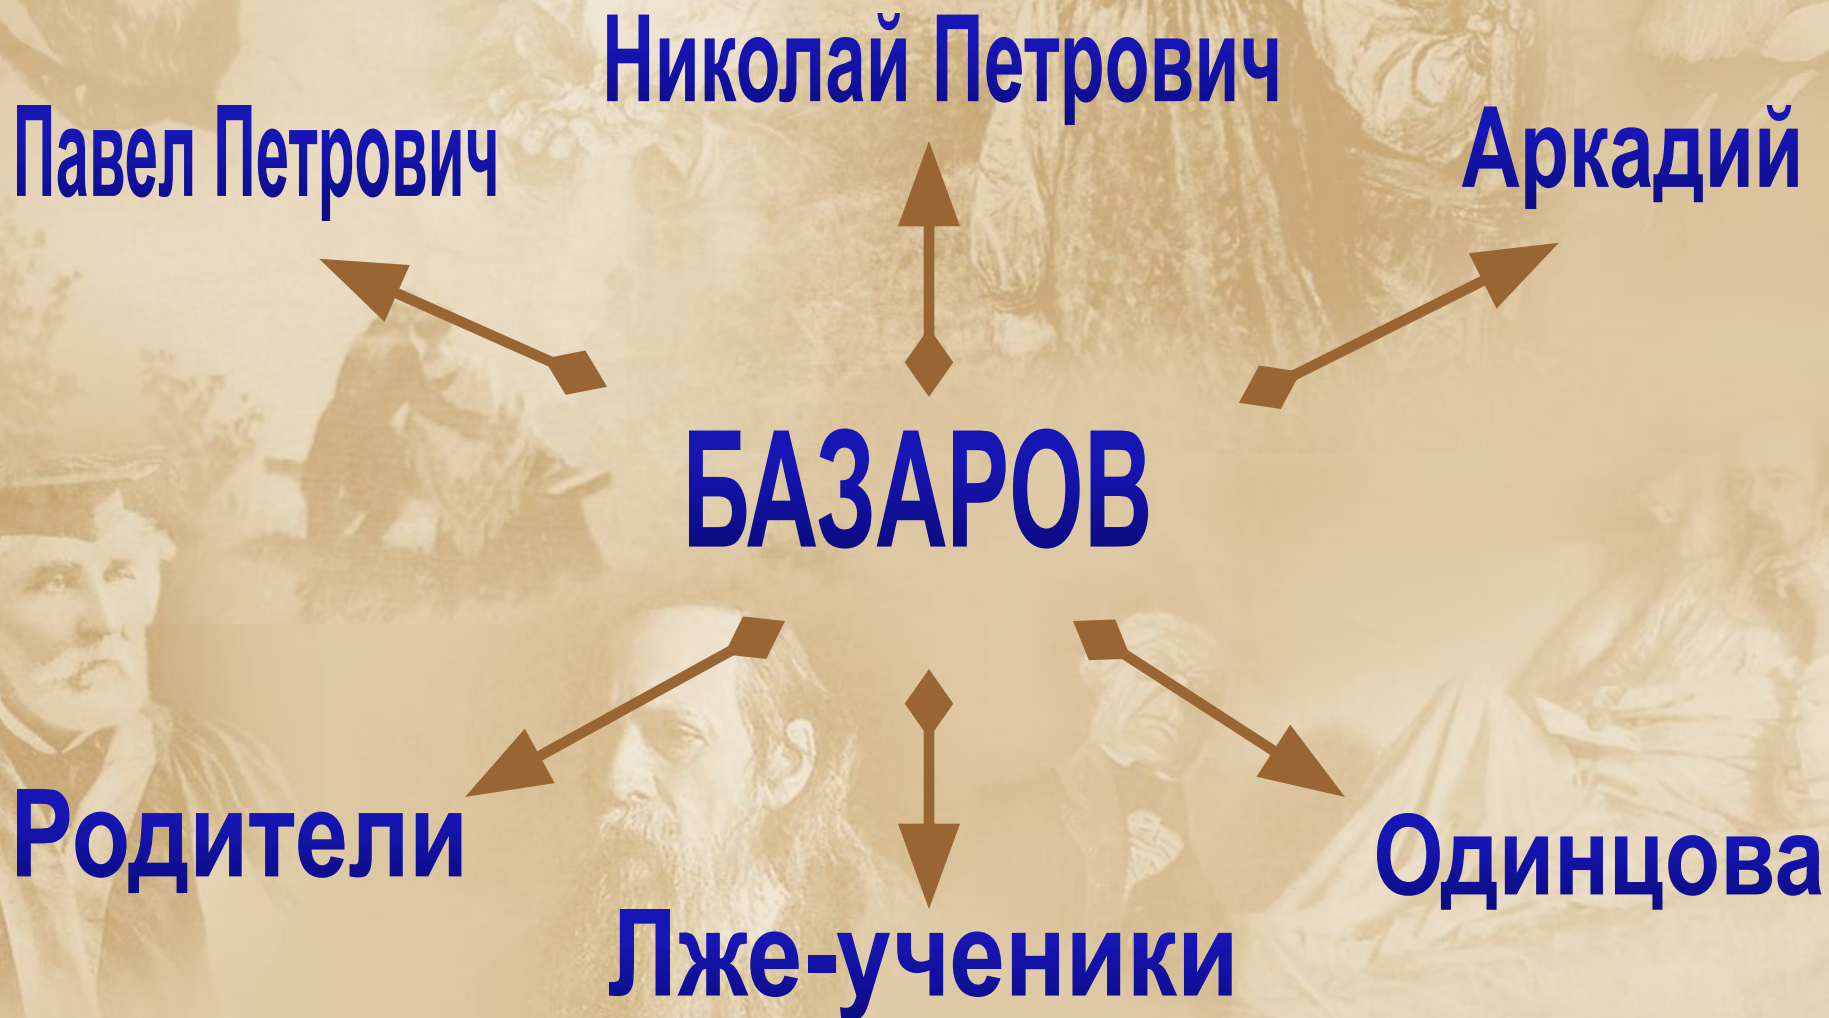 Николай Петрович
Павел Петрович
Аркадий
БАЗАРОВ
Родители
Одинцова
Лже-ученики